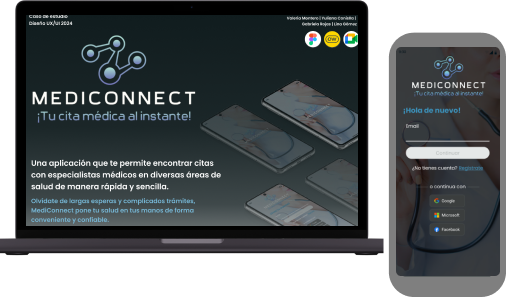 Caso de estudio
Diseño UX/UI 2024
Valeria Montero | Yuliana Canielia |
Gabriela Rojas | Lina Gómez
OW
MEDICONNECT
¡Tu cita médica al instante!
Una aplicación que te permite encontrar citas
con especialistas médicos en diversas áreas de
salud de manera rápida y sencilla.
Olvídate de largas esperas y complicados trámites,
MediConnect pone tu salud en tus manos de forma
conveniente y confiable.
MEDICONNECT
¡Tu cita médica al instante!
¡Hola de nuevo!
Email
Continuar
¿No tienes cuenta? Regístrate
o continua con
Google
Microsoft
Facebook